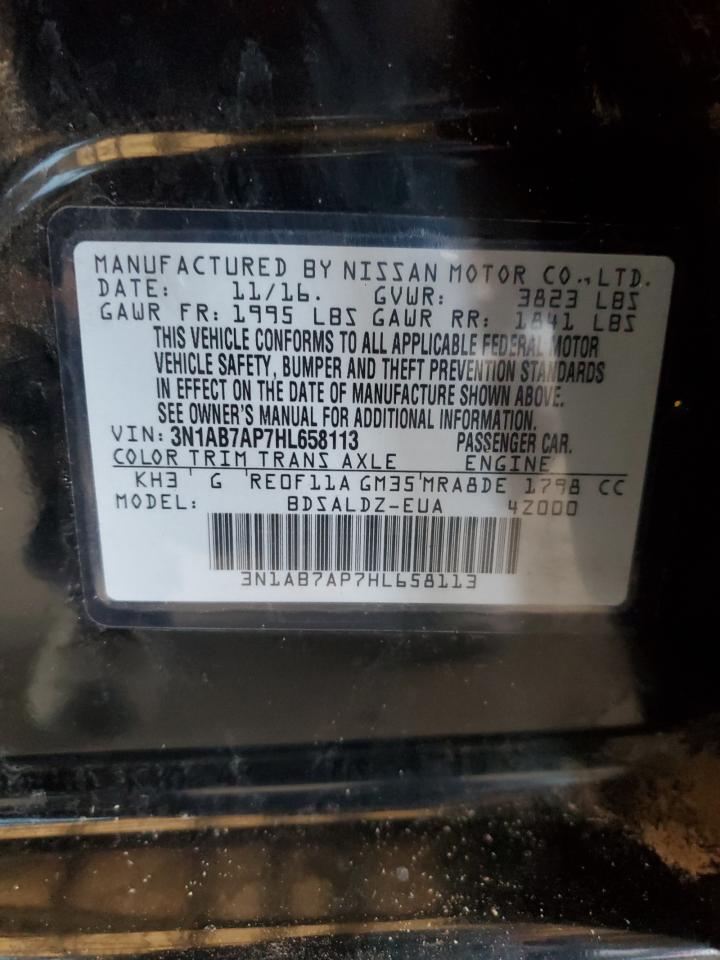 MANUFACTURED BY NISSAN MOTOR CO.,LTD.
DATE: 11/16. GVWR: 3823 LBS
GAWR FR: 1995 LBS GAWR RR: 1841 LBS
THIS VEHICLE CONFORMS TO ALL APPLICABLE FEDERAL MOTOR
VEHICLE SAFETY, BUMPER AND THEFT PREVENTION STANDARDS
IN EFFECT ON THE DATE OF MANUFACTURE SHOWN ABOVE.
SEE OWNER'S MANUAL FOR ADDITIONAL INFORMATION.
VIN: 3N1AB7AP7HL658113 PASSENGER CAR.
COLOR TRIM TRANS AXLE ENGINE
KH3 G 'RE0F11A GM35'MRA8DE 1798 CC
MODEL: BDSALDZ-EUA 4Z000
3N1AB7AP7HL658113